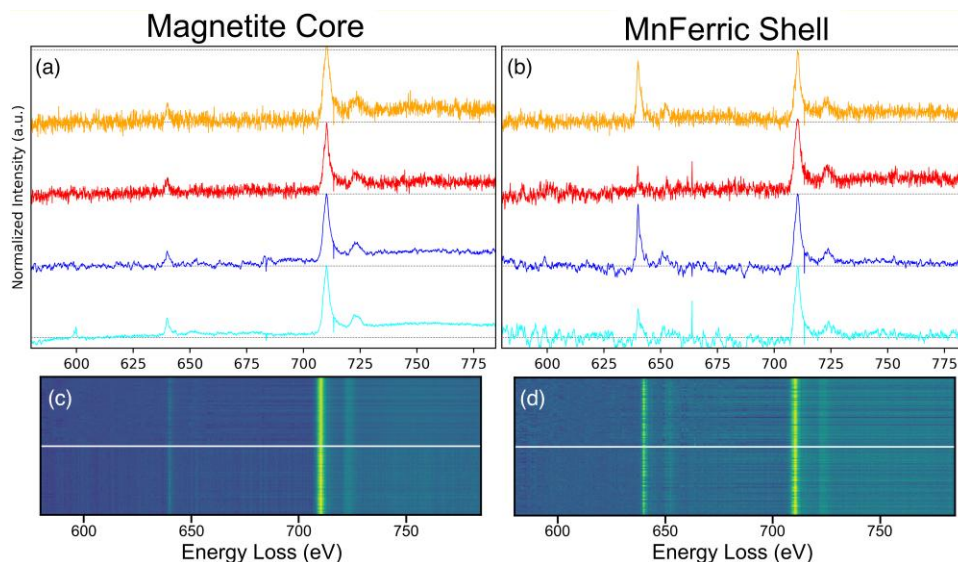 Magnetite Core
MnFerric Shell
(a)
(b)
Normalized Intensity (a.u.)
600 625 650 675 700 725 750 775
600 625 650 675 700 725 750 775
(c)
(d)
600 650 700 750
600 650 700 750
Energy Loss (eV)
Energy Loss (eV)